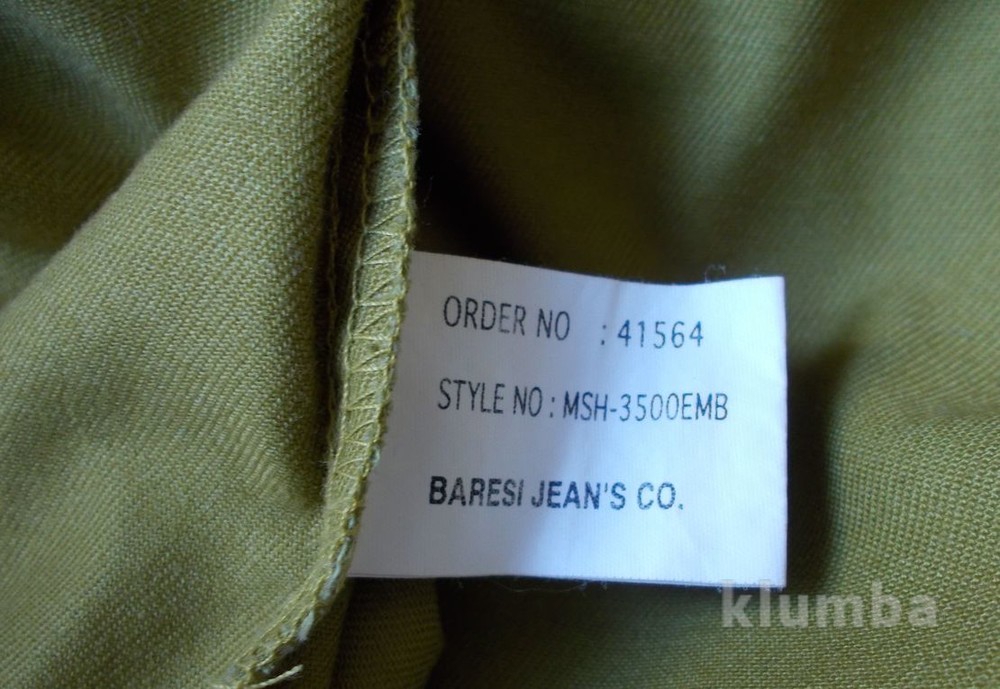 ORDER NO : 41564
STYLE NO : MSH-3500EMB
BARESI JEAN'S CO.
klumba